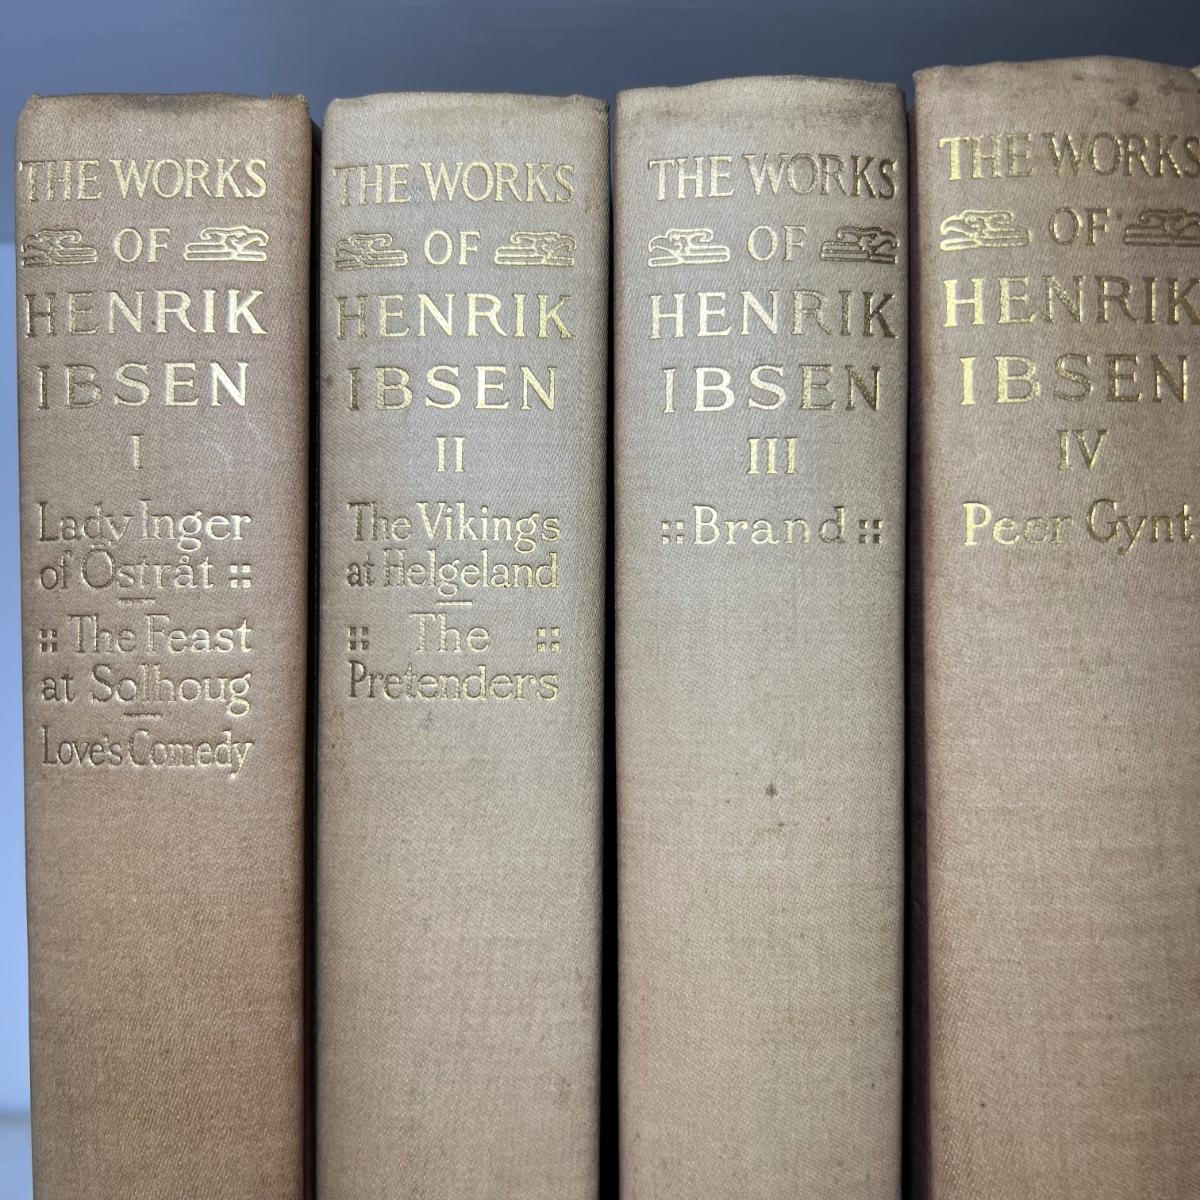 THE WORKS
OF
HENRIK
IBSEN
I
Lady Inger
of Östråt
The Feast
at Solhoug
Love's Comedy
THE WORKS
OF
HENRIK
IBSEN
II
The Vikings
at Helgeland
The
Pretenders
THE WORKS
OF
HENRIK
IBSEN
III
Brand
THE WORKS
OF
HENRIK
IBSEN
IV
Peer Gynt